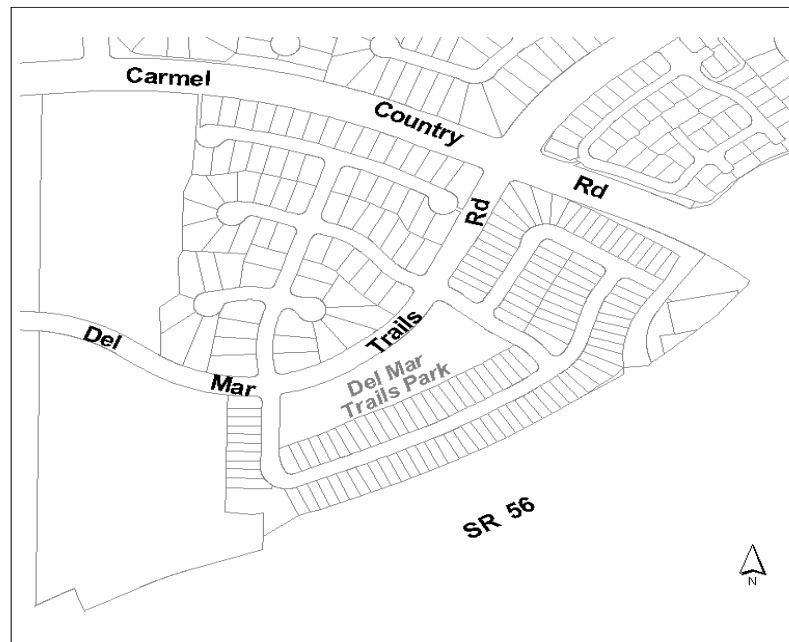 Carmel
Country
Rd
Rd
Del
Mar
Trails
Del Mar
Trails Park
SR 56
N